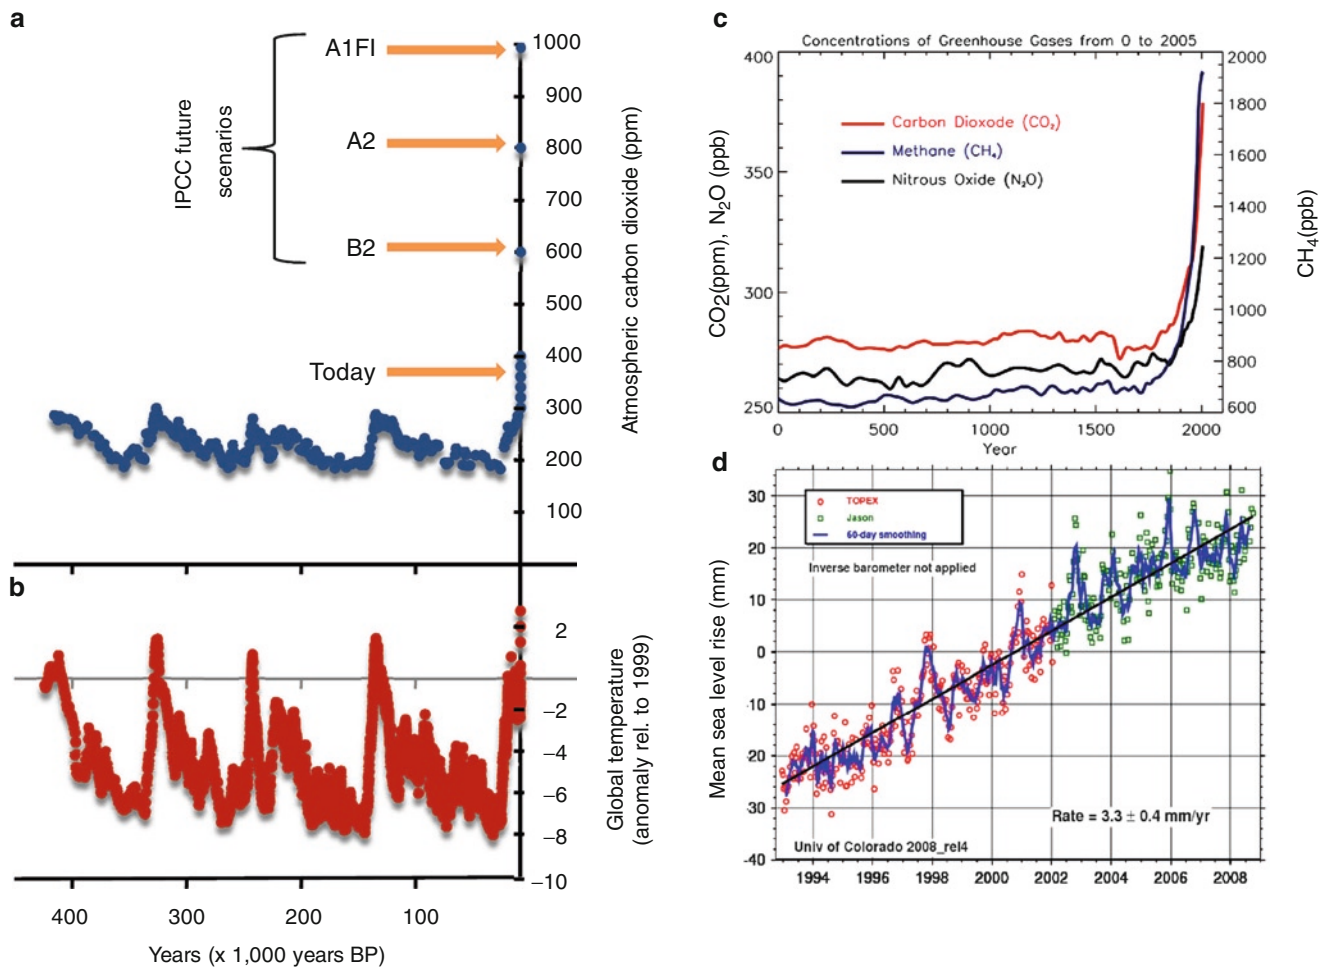 a
A1FI
A2
B2
Today
IPCC future
scenarios
1000
900
800
700
600
500
400
300
200
100
Atmospheric carbon dioxide (ppm)
b
2
−2
−4
−6
−8
−10
Global temperature
(anomaly rel. to 1999)
400
300
200
100
Years (x 1,000 years BP)
c
Concentrations of Greenhouse Gases from 0 to 2005
400
350
300
250
CO₂(ppm), N₂O (ppb)
Carbon Dioxode (CO₂)
Methane (CH₄)
Nitrous Oxide (N₂O)
2000
1800
1600
1400
1200
1000
800
600
CH₄(ppb)
0
500
1000
1500
2000
Year
d
30
20
10
0
-10
-20
-30
-40
Mean sea level rise (mm)
TOPEX
Jason
60-day smoothing
Inverse barometer not applied
Rate = 3.3 ± 0.4 mm/yr
Univ of Colorado 2008_rel4
1994
1996
1998
2000
2002
2004
2006
2008